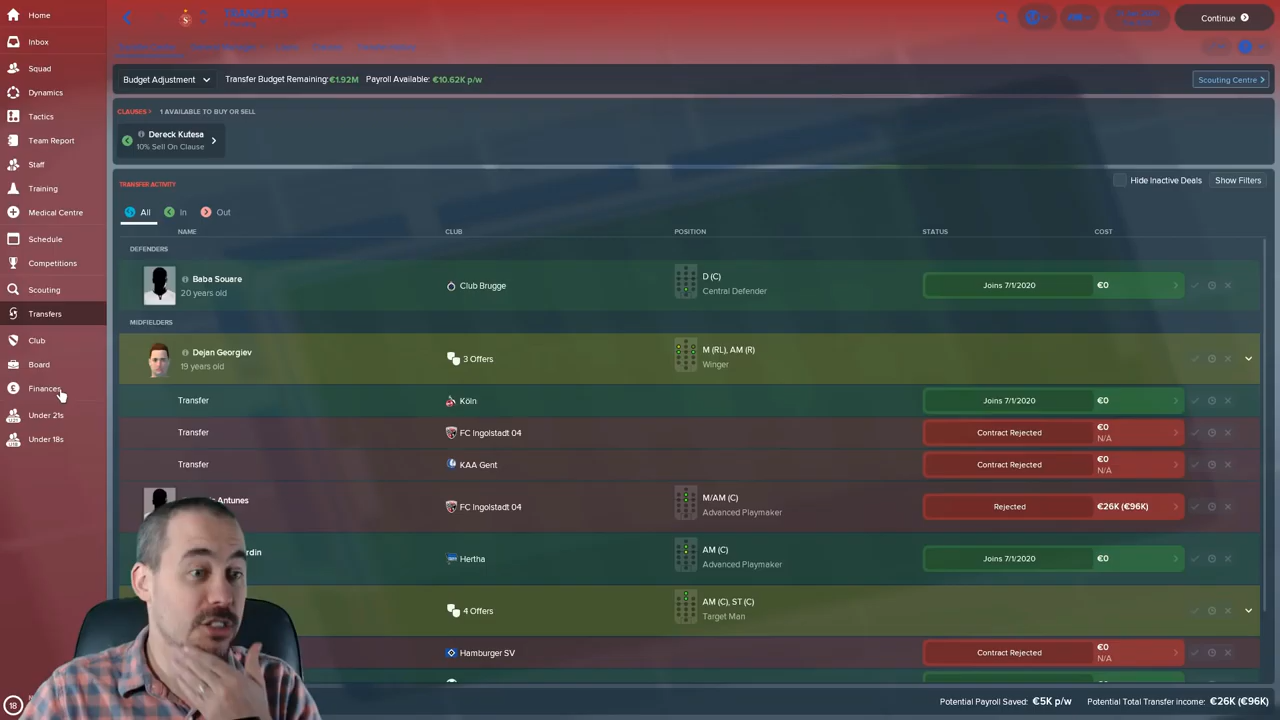 Home
TRANSFERS
Continue
Inbox
Squad
Dynamics
Tactics
Team Report
Staff
Training
Medical Centre
Schedule
Competitions
Scouting
Transfers
Club
Board
Finances
Under 21s
Under 18s
18
Budget Adjustment
Transfer Budget Remaining: €1.92M
Payroll Available: €10.62K p/w
Scouting Centre >
CLAUSES > 1 AVAILABLE TO BUY OR SELL
Dereck Kutesa
10% Sell On Clause
TRANSFER ACTIVITY
Hide Inactive Deals
Show Filters
All In Out
NAME CLUB POSITION STATUS COST
DEFENDERS
Baba Souare
20 years old
Club Brugge
D (C)
Central Defender
Joins 7/1/2020 €0
MIDFIELDERS
Dejan Georgiev
19 years old
3 Offers
M (RL), AM (R)
Winger
Transfer Köln Joins 7/1/2020 €0
Transfer FC Ingolstadt 04 Contract Rejected €0
N/A
Transfer KAA Gent Contract Rejected €0
N/A
Antunes
FC Ingolstadt 04
M/AM (C)
Advanced Playmaker
Rejected €26K (€96K)
Hertha
AM (C)
Advanced Playmaker
Joins 7/1/2020 €0
4 Offers
AM (C), ST (C)
Target Man
Hamburger SV Contract Rejected €0
N/A
Potential Payroll Saved: €5K p/w
Potential Total Transfer Income: €26K (€96K)